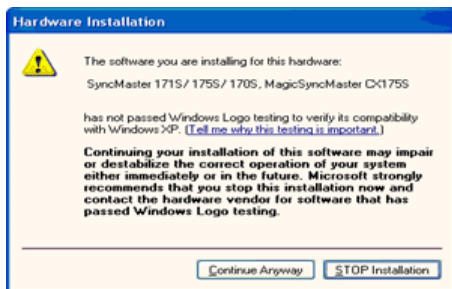 Hardware Installation
The software you are installing for this hardware:
SyncMaster 171S/ 175S/ 170S, MagicSyncMaster CX175S
has not passed Windows Logo testing to verify its compatibility
with Windows XP. (Tell me why this testing is important.)
Continuing your installation of this software may impair
or destabilize the correct operation of your system
either immediately or in the future. Microsoft strongly
recommends that you stop this installation now and
contact the hardware vendor for software that has
passed Windows Logo testing.
Continue Anyway
STOP Installation